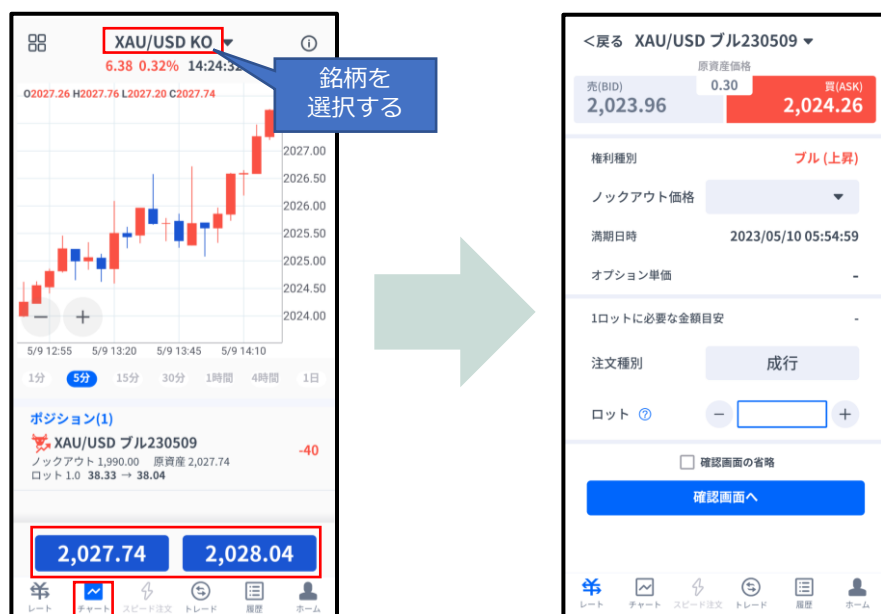 XAU/USD KO
6.38 0.32% 14:24:32
銘柄を
選択する
O2027.26 H2027.76 L2027.20 C2027.74
2027.00
2026.50
2026.00
2025.50
2025.00
2024.50
2024.00
5/9 12:55 5/9 13:20 5/9 13:45 5/9 14:10
1分 5分 15分 30分 1時間 4時間 1日
ポジション(1)
XAU/USD ブル230509
-40
ノックアウト 1,990.00 原資産 2,027.74
ロット 1.0 38.33 → 38.04
2,027.74 2,028.04
レート チャート スピード注文 トレード 履歴 ホーム
<戻る XAU/USD ブル230509
原資産価格
売(BID) 0.30 買(ASK)
2,023.96 2,024.26
権利種別 ブル (上昇)
ノックアウト価格
満期日時 2023/05/10 05:54:59
オプション単価 -
1ロットに必要な金額目安 -
注文種別 成行
ロット ? − +
確認画面の省略
確認画面へ
レート チャート スピード注文 トレード 履歴 ホーム